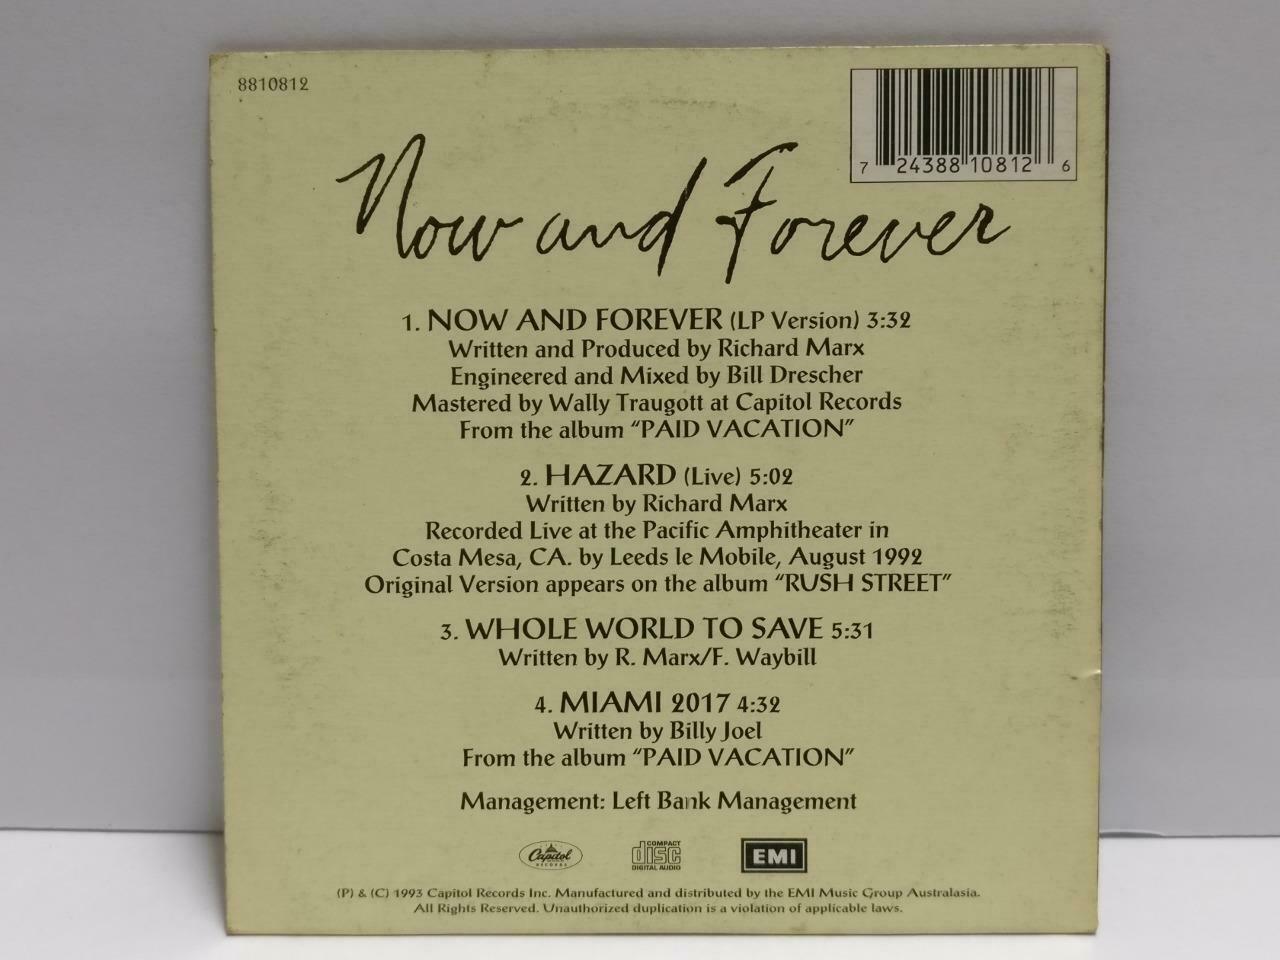 8810812
7 24388 10812 6
Now and Forever
1. NOW AND FOREVER (LP Version) 3:32
Written and Produced by Richard Marx
Engineered and Mixed by Bill Drescher
Mastered by Wally Traugott at Capitol Records
From the album “PAID VACATION”
2. HAZARD (Live) 5:02
Written by Richard Marx
Recorded Live at the Pacific Amphitheater in
Costa Mesa, CA. by Leeds le Mobile, August 1992
Original Version appears on the album “RUSH STREET”
3. WHOLE WORLD TO SAVE 5:31
Written by R. Marx/F. Waybill
4. MIAMI 2017 4:32
Written by Billy Joel
From the album “PAID VACATION”
Management: Left Bank Management
Capitol
RECORDS
COMPACT
disc
DIGITAL AUDIO
EMI
(P) & (C) 1993 Capitol Records Inc. Manufactured and distributed by the EMI Music Group Australasia.
All Rights Reserved. Unauthorized duplication is a violation of applicable laws.